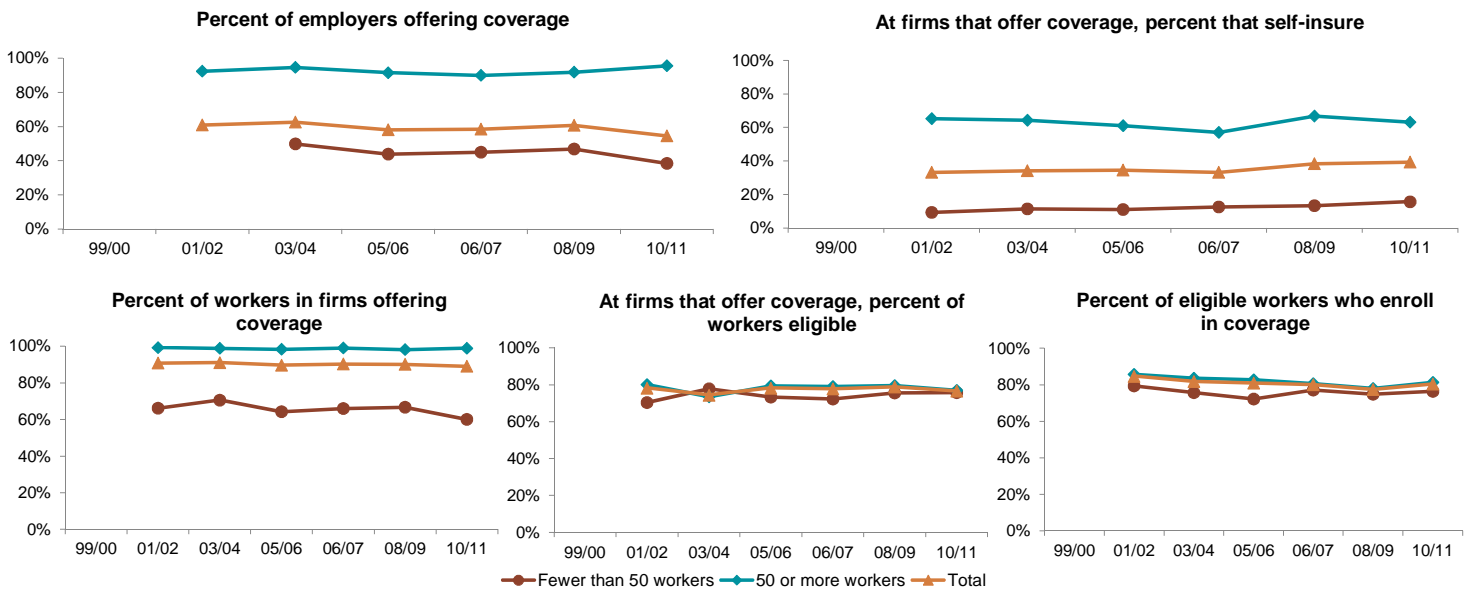 Percent of employers offering coverage
100%
80%
60%
40%
20%
0%
99/00 01/02 03/04 05/06 06/07 08/09 10/11
At firms that offer coverage, percent that self-insure
100%
80%
60%
40%
20%
0%
99/00 01/02 03/04 05/06 06/07 08/09 10/11
Percent of workers in firms offering
coverage
100%
80%
60%
40%
20%
0%
99/00 01/02 03/04 05/06 06/07 08/09 10/11
At firms that offer coverage, percent of
workers eligible
100%
80%
60%
40%
20%
0%
99/00 01/02 03/04 05/06 06/07 08/09 10/11
Percent of eligible workers who enroll
in coverage
100%
80%
60%
40%
20%
0%
99/00 01/02 03/04 05/06 06/07 08/09 10/11
Fewer than 50 workers 50 or more workers Total